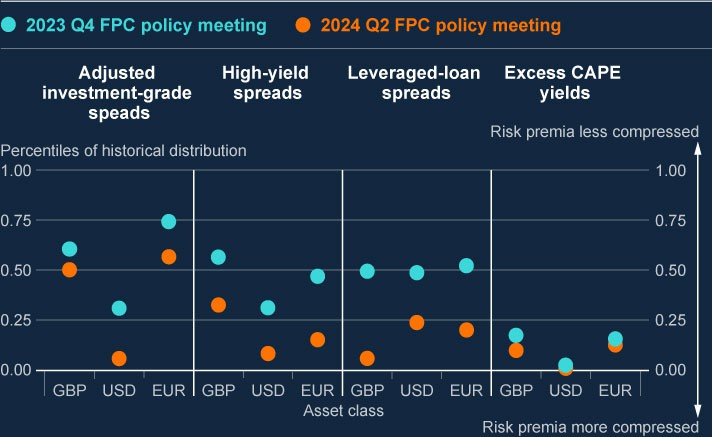 2023 Q4 FPC policy meeting 2024 Q2 FPC policy meeting
Adjusted investment-grade speads
High-yield spreads
Leveraged-loan spreads
Excess CAPE yields
Risk premia less compressed
Percentiles of historical distribution
1.00 1.00
0.75 0.75
0.50 0.50
0.25 0.25
0.00 0.00
GBP USD EUR GBP USD EUR GBP USD EUR GBP USD EUR
Asset class
Risk premia more compressed